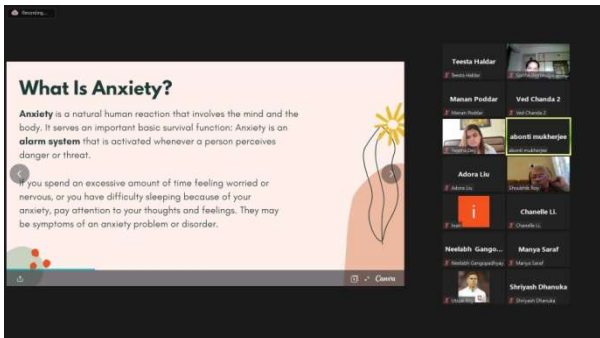 Recording...
What Is Anxiety?
Anxiety is a natural human reaction that involves the mind and the
body. It serves an important basic survival function: Anxiety is an
alarm system that is activated whenever a person perceives
danger or threat.
If you spend an excessive amount of time feeling worried or
nervous, or you have difficulty sleeping because of your
anxiety, pay attention to your thoughts and feelings. They may
be symptoms of an anxiety problem or disorder.
Canva
Teesta Haldar
Teesta Haldar
Manan Poddar
Manan Poddar
Ved Chanda 2
Ved Chanda 2
abonti mukherjee
abonti mukherjee
Adora Liu
Adora Liu
Shoubhik Roy
i
Chanelle Li.
Chanelle Li.
Neelabh Gango...
Neelabh Gangopadhyay
Manya Saraf
Manya Saraf
Shriyash Dhanuka
Shriyash Dhanuka